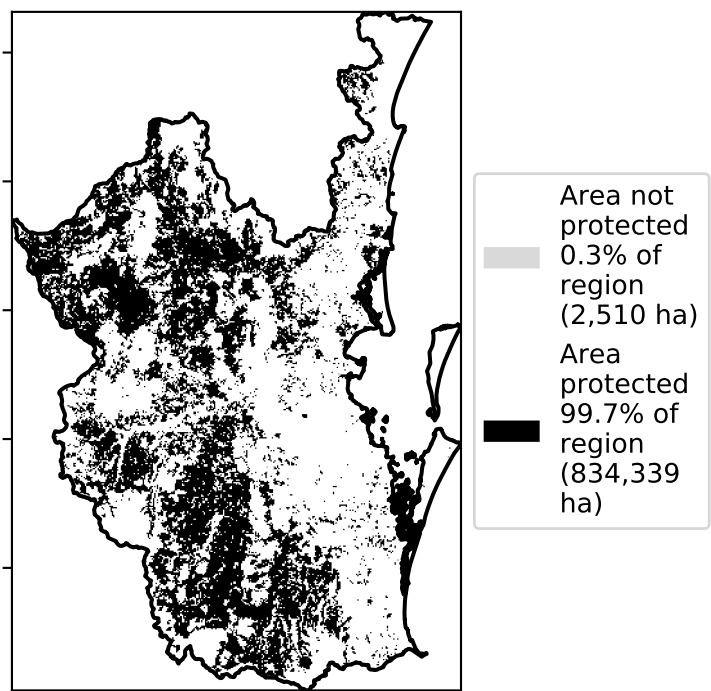 Area not
protected
0.3% of
region
(2,510 ha)
Area
protected
99.7% of
region
(834,339
ha)